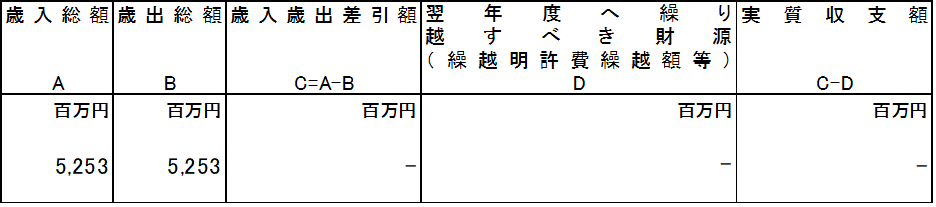 歳入総額
A
歳出総額
B
歳入歳出差引額
C=A-B
翌年度へ繰り
越すべき財源
(繰越明許費繰越額等)
D
実質収支額
C-D
百万円
百万円
百万円
百万円
百万円
5,253
5,253
-
-
-